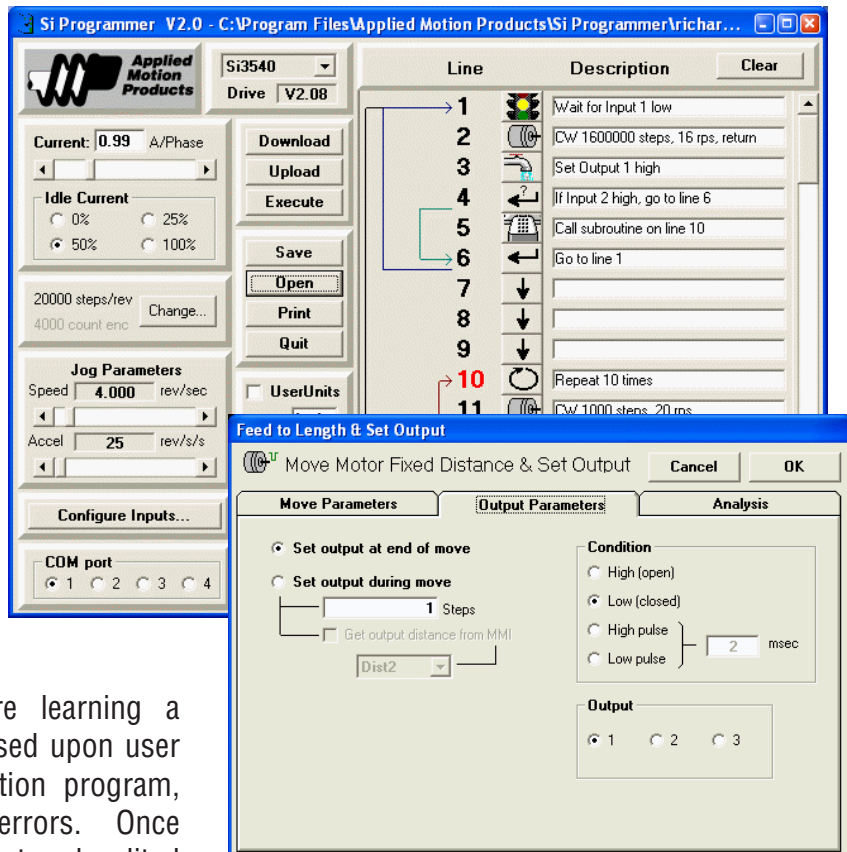 Si Programmer V2.0 - C:\Program Files\Applied Motion Products\Si Programmer\richar...
Applied
Motion
Products
Si3540
Drive V2.08
Line Description Clear
1 Wait for Input 1 low
2 CW 1600000 steps, 16 rps, return
3 Set Output 1 high
4 If Input 2 high, go to line 6
5 Call subroutine on line 10
6 Go to line 1
7
8
9
10 Repeat 10 times
11 CW 1000 steps, 20 rps
Current: 0.99 A/Phase
Idle Current
0% 25%
50% 100%
20000 steps/rev
4000 count enc
Change...
Jog Parameters
Speed 4.000 rev/sec
Accel 25 rev/s/s
Configure Inputs...
COM port
1 2 3 4
Download
Upload
Execute
Save
Open
Print
Quit
UserUnits
Feed to Length & Set Output
Move Motor Fixed Distance & Set Output Cancel OK
Move Parameters Output Parameters Analysis
Set output at end of move
Set output during move
1 Steps
Get output distance from MMI
Dist2
Condition
High (open)
Low (closed)
High pulse
Low pulse
2 msec
Output
1 2 3
re learning a
sed upon user
tion program,
errors. Once